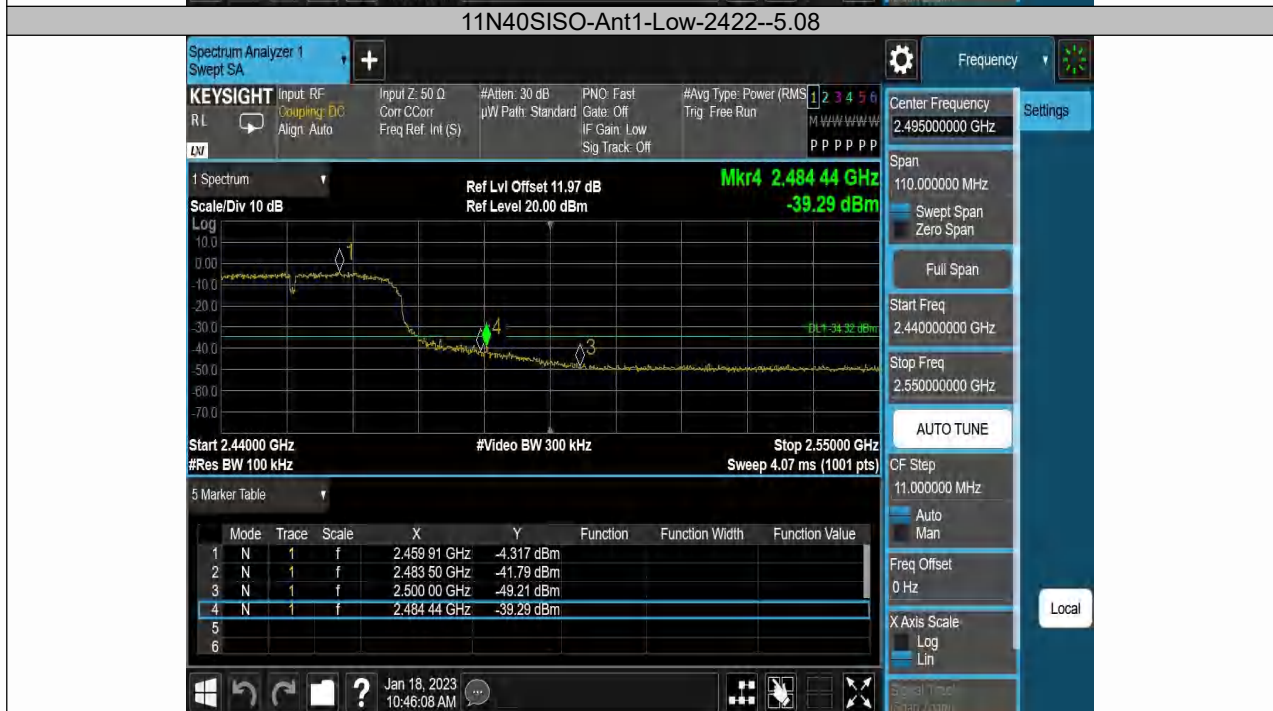 11N40SISO-Ant1-Low-2422--5.08
Spectrum Analyzer 1
Swept SA
+
Frequency
KEYSIGHT
RL
LXI
Input: RF
Coupling: DC
Align: Auto
Input Z: 50 Ω
Corr CCorr
Freq Ref: Int (S)
#Atten: 30 dB
µW Path: Standard
PNO: Fast
Gate: Off
IF Gain: Low
Sig Track: Off
#Avg Type: Power (RMS
Trig: Free Run
1 2 3 4 5 6
M W W W W W
P P P P P P
1 Spectrum
Scale/Div 10 dB
Ref Lvl Offset 11.97 dB
Ref Level 20.00 dBm
Mkr4 2.484 44 GHz
-39.29 dBm
Log
10.0
0.00
-10.0
-20.0
-30.0
-40.0
-50.0
-60.0
-70.0
1
4
3
DL1 -34.32 dBm
Start 2.44000 GHz
#Video BW 300 kHz
Stop 2.55000 GHz
#Res BW 100 kHz
Sweep 4.07 ms (1001 pts)
5 Marker Table
Mode Trace Scale X Y Function Function Width Function Value
1 N 1 f 2.459 91 GHz -4.317 dBm
2 N 1 f 2.483 50 GHz -41.79 dBm
3 N 1 f 2.500 00 GHz -49.21 dBm
4 N 1 f 2.484 44 GHz -39.29 dBm
5
6
Center Frequency
2.495000000 GHz
Settings
Span
110.000000 MHz
Swept Span
Zero Span
Full Span
Start Freq
2.440000000 GHz
Stop Freq
2.550000000 GHz
AUTO TUNE
CF Step
11.000000 MHz
Auto
Man
Freq Offset
0 Hz
X Axis Scale
Log
Lin
Local
?
Jan 18, 2023
10:46:08 AM